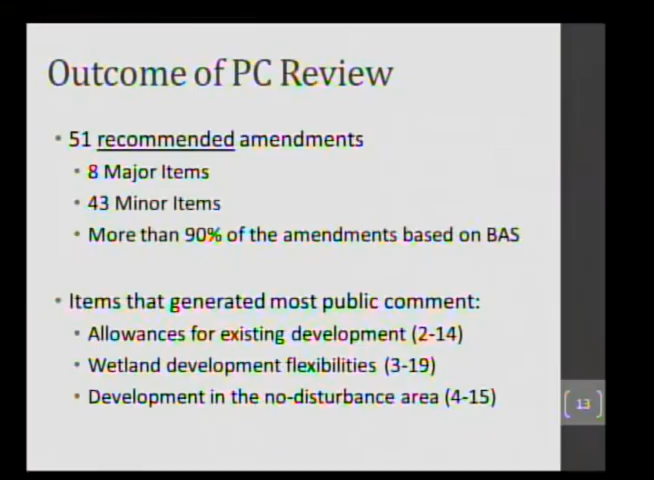 Outcome of PC Review
• 51 recommended amendments
• 8 Major Items
• 43 Minor Items
• More than 90% of the amendments based on BAS
• Items that generated most public comment:
• Allowances for existing development (2-14)
• Wetland development flexibilities (3-19)
• Development in the no-disturbance area (4-15)
[ 13 ]